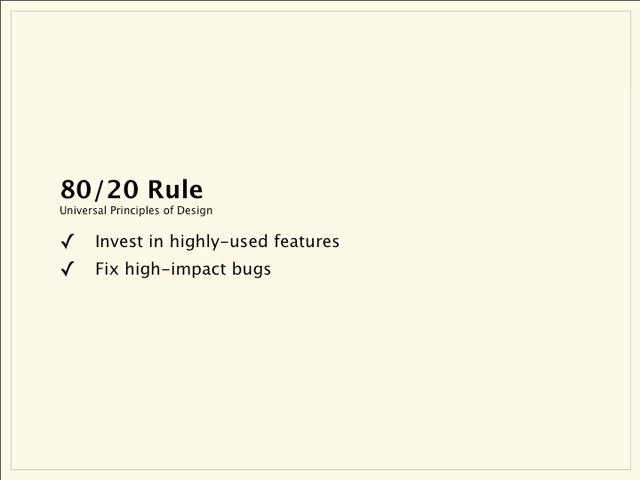 80/20 Rule
Universal Principles of Design
✓ Invest in highly-used features
✓ Fix high-impact bugs